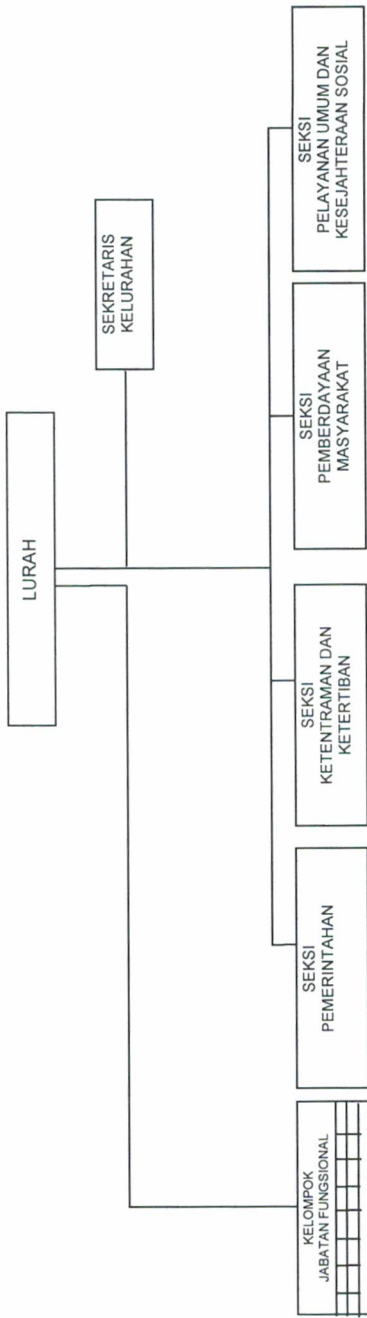 LURAH
SEKRETARIS
KELURAHAN
KELOMPOK
JABATAN FUNGSIONAL
SEKSI
PEMERINTAHAN
SEKSI
KETENTRAMAN DAN
KETERTIBAN
SEKSI
PEMBERDAYAAN
MASYARAKAT
SEKSI
PELAYANAN UMUM DAN
KESEJAHTERAAN SOSIAL